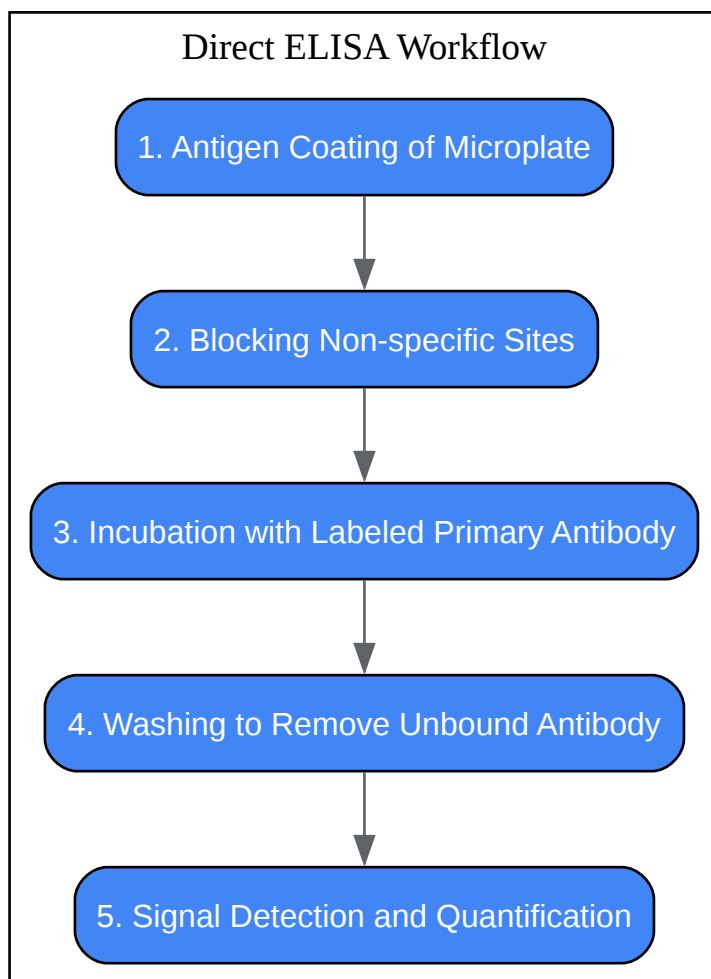 Direct ELISA Workflow
1. Antigen Coating of Microplate
2. Blocking Non-specific Sites
3. Incubation with Labeled Primary Antibody
4. Washing to Remove Unbound Antibody
5. Signal Detection and Quantification